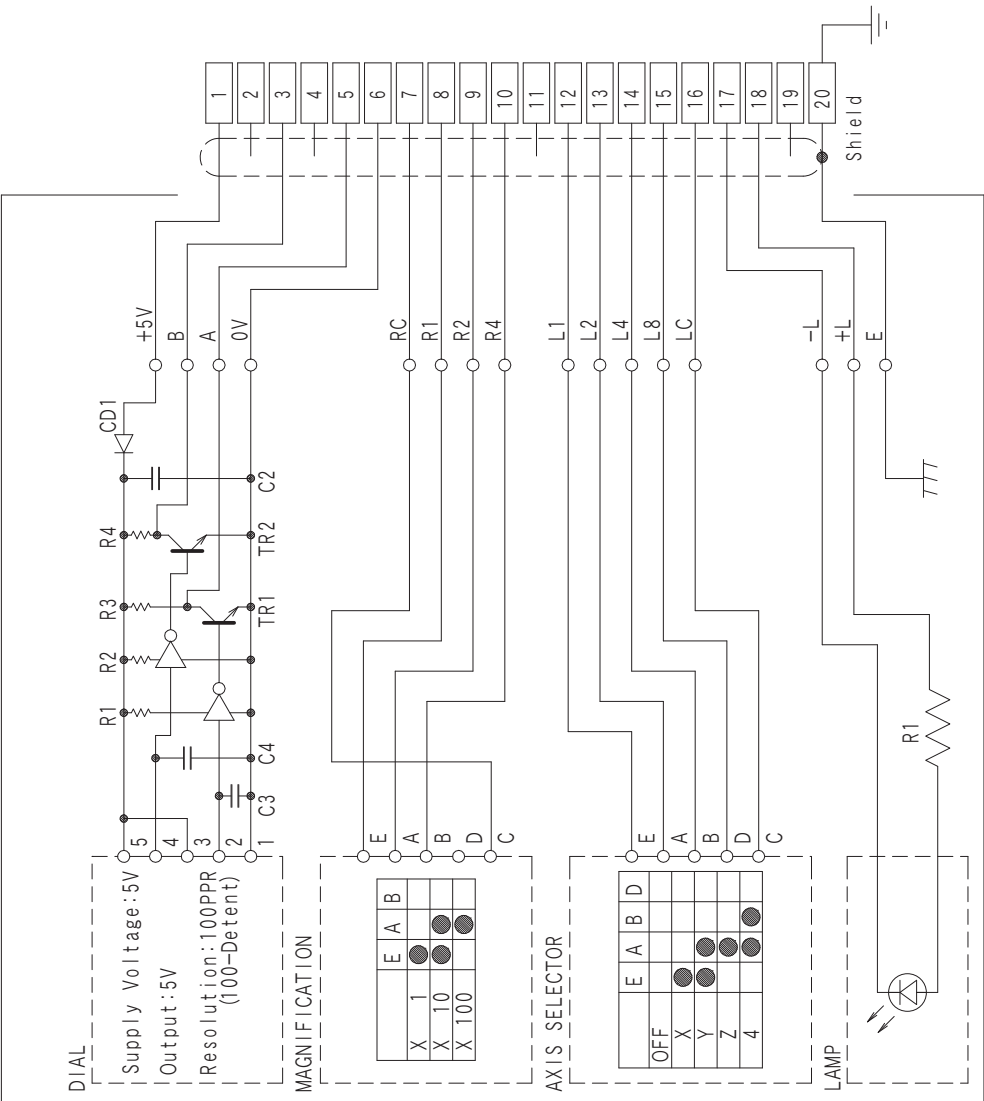 DIAL
Supply Voltage:5V
Output:5V
Resolution:100PPR
(100-Detent)
5
4
3
2
1
R1
R2
R3
R4
CD1
C3
C4
TR1
TR2
C2
+5V
B
A
0V
MAGNIFICATION
E A B
X 1
X 10
X 100
E
A
B
D
C
RC
R1
R2
R4
AXIS SELECTOR
E A B D
OFF
X
Y
Z
4
E
A
B
D
C
L1
L2
L4
L8
LC
LAMP
R1
-L
+L
E
1
2
3
4
5
6
7
8
9
10
11
12
13
14
15
16
17
18
19
20
Shield